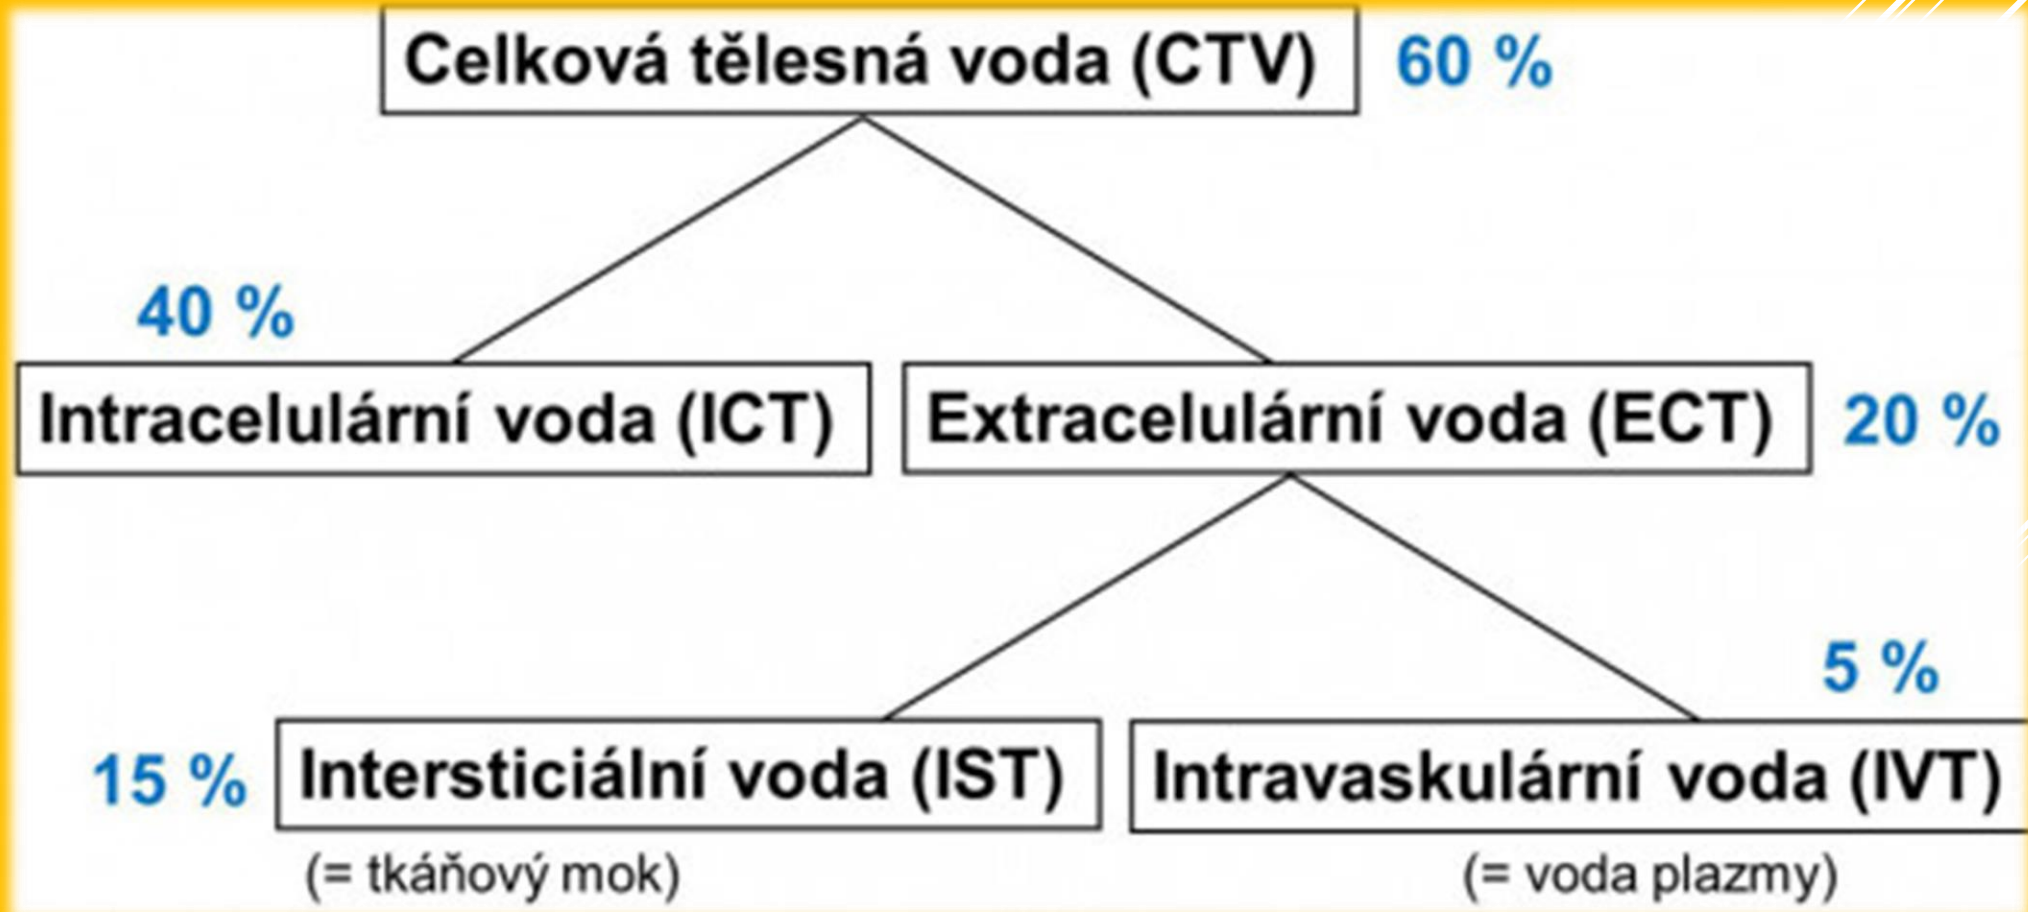 Celková tělesná voda (CTV)
60 %
40 %
Intracelulární voda (ICT)
Extracelulární voda (ECT)
20 %
5 %
15 %
Intersticiální voda (IST)
Intravaskulární voda (IVT)
(= tkáňový mok)
(= voda plazmy)